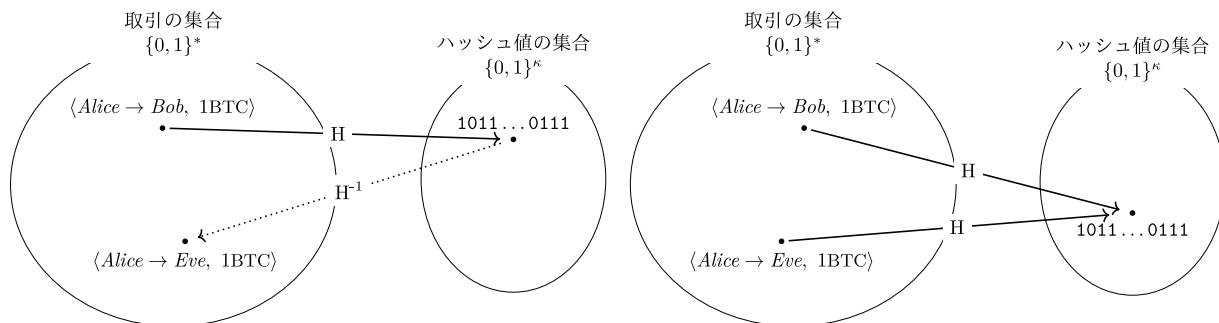 取引の集合
{0, 1}*
ハッシュ値の集合
{0, 1}^κ
⟨Alice → Bob, 1BTC⟩
1011...0111
H
H⁻¹
⟨Alice → Eve, 1BTC⟩
取引の集合
{0, 1}*
ハッシュ値の集合
{0, 1}^κ
⟨Alice → Bob, 1BTC⟩
H
H
1011...0111
⟨Alice → Eve, 1BTC⟩